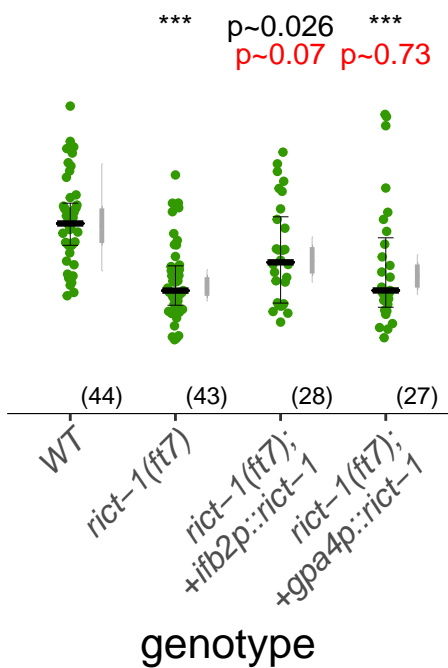 *** p~0.026 ***
p~0.07 p~0.73
(44) (43) (28) (27)
WT
rict−1(ft7)
rict−1(ft7);
+ifb2p::rict−1
rict−1(ft7);
+gpa4p::rict−1
genotype